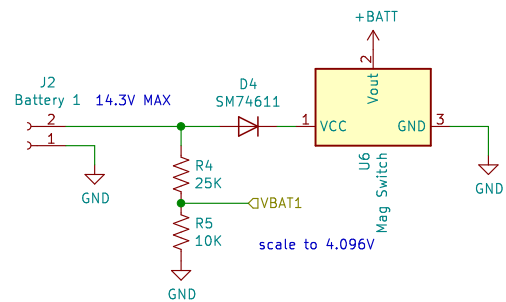 +BATT
J2
Battery 1
14.3V MAX
D4
SM74611
2
2
1
1
VCC
Vout
GND
3
U6
Mag Switch
GND
GND
R4
25K
VBAT1
R5
10K
scale to 4.096V
GND